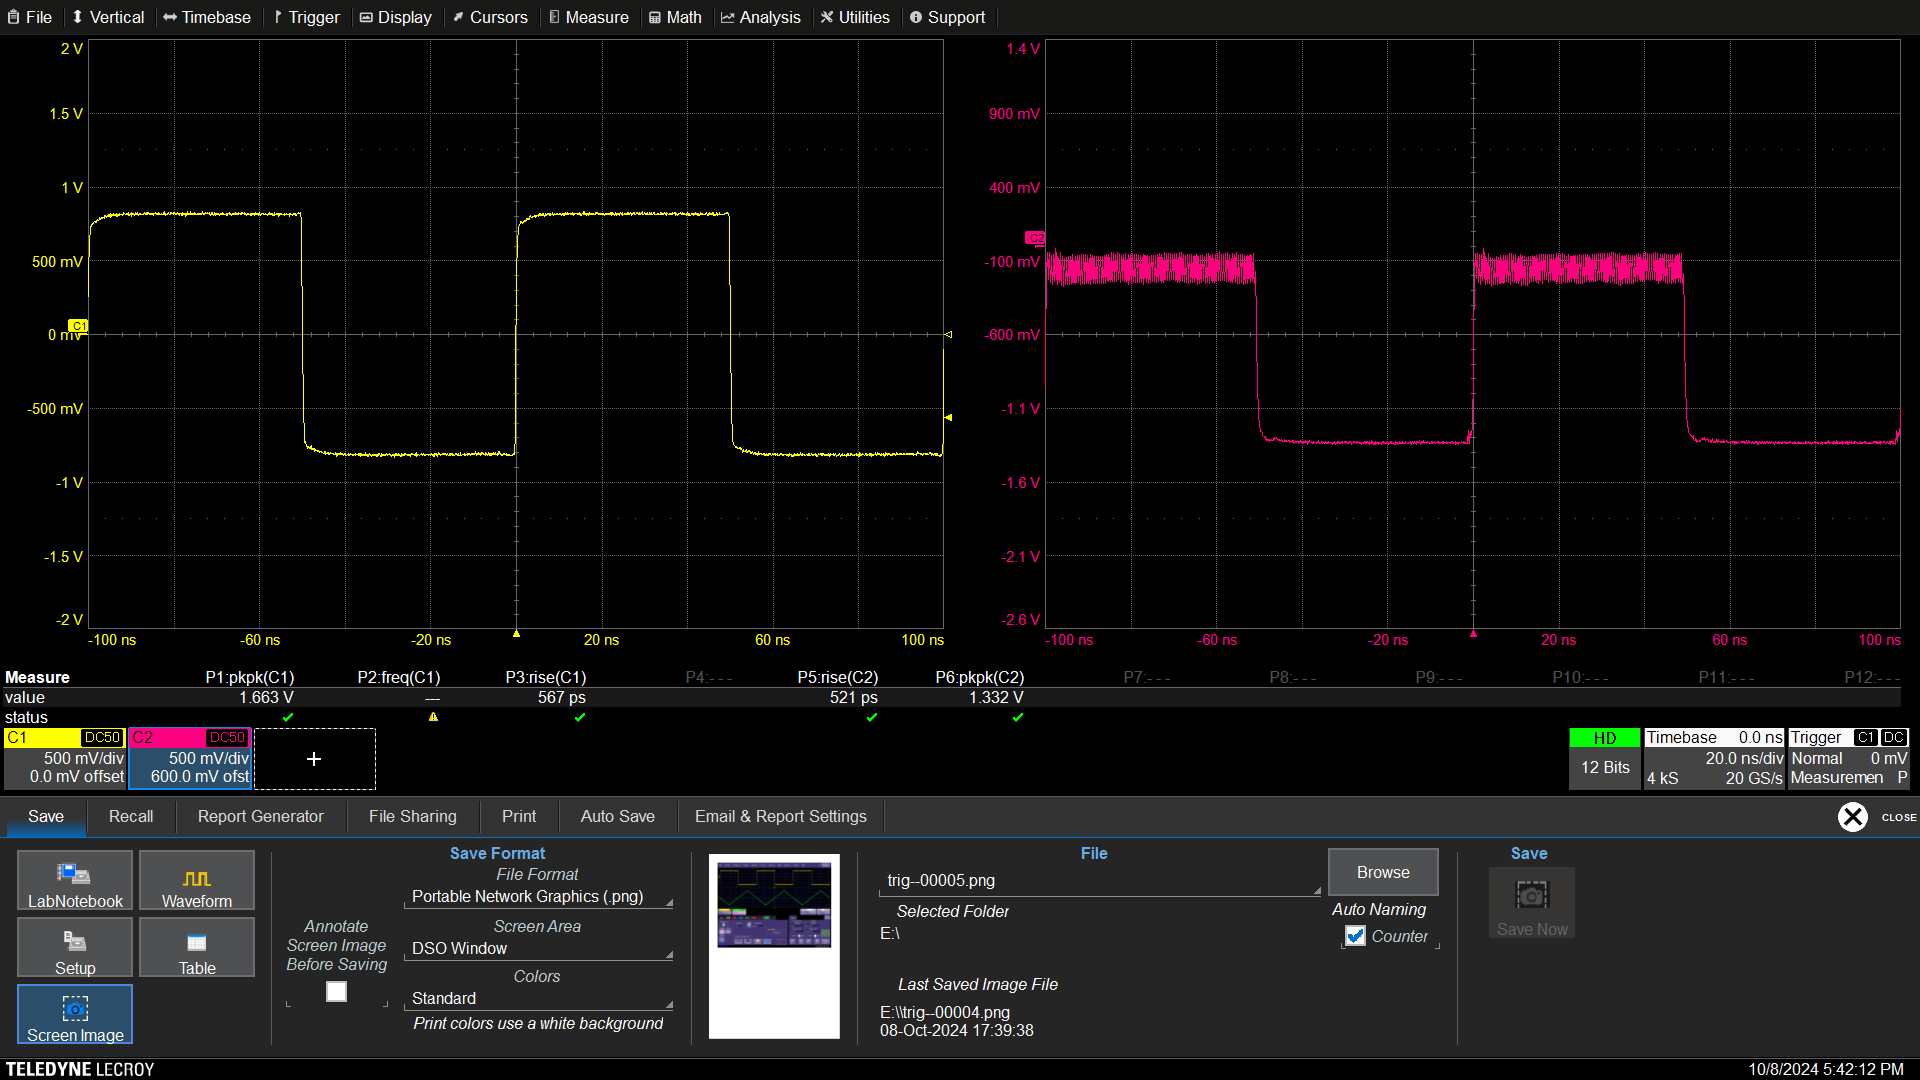 File Vertical Timebase Trigger Display Cursors Measure Math Analysis Utilities Support
2 V
1.5 V
1 V
500 mV
C1
0 mV
-500 mV
-1 V
-1.5 V
-2 V
-100 ns -60 ns -20 ns 20 ns 60 ns 100 ns
1.4 V
900 mV
400 mV
C2
-100 mV
-600 mV
-1.1 V
-1.6 V
-2.1 V
-2.6 V
-100 ns -60 ns -20 ns 20 ns 60 ns 100 ns
Measure P1:pkpk(C1) P2:freq(C1) P3:rise(C1) P4:--- P5:rise(C2) P6:pkpk(C2) P7:--- P8:--- P9:--- P10:--- P11:--- P12:---
value 1.663 V --- 567 ps 521 ps 1.332 V
status
C1 DC50
500 mV/div
0.0 mV offset
C2 DC50
500 mV/div
600.0 mV ofst
+
HD
12 Bits
Timebase 0.0 ns
20.0 ns/div
4 kS 20 GS/s
Trigger C1 DC
Normal 0 mV
Measuremen P
Save Recall Report Generator File Sharing Print Auto Save Email & Report Settings CLOSE
LabNotebook Waveform
Setup Table
Screen Image
Annotate
Screen Image
Before Saving
Save Format
File Format
Portable Network Graphics (.png)
Screen Area
DSO Window
Colors
Standard
Print colors use a white background
File
trig--00005.png
Browse
Selected Folder
E:\
Auto Naming
Counter
Last Saved Image File
E:\\trig--00004.png
08-Oct-2024 17:39:38
Save
Save Now
TELEDYNE LECROY
10/8/2024 5:42:12 PM